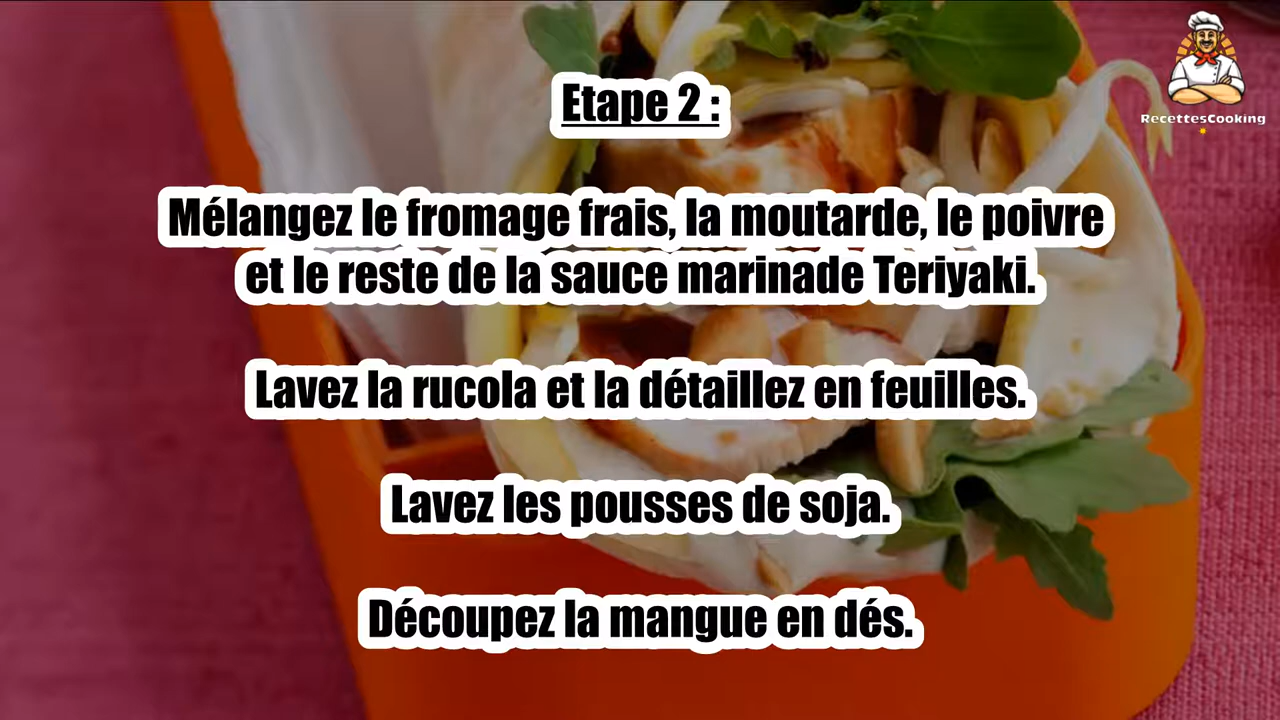 Etape 2 :
Mélangez le fromage frais, la moutarde, le poivre
et le reste de la sauce marinade Teriyaki.
Lavez la rucola et la détaillez en feuilles.
Lavez les pousses de soja.
Découpez la mangue en dés.
RecettesCooking